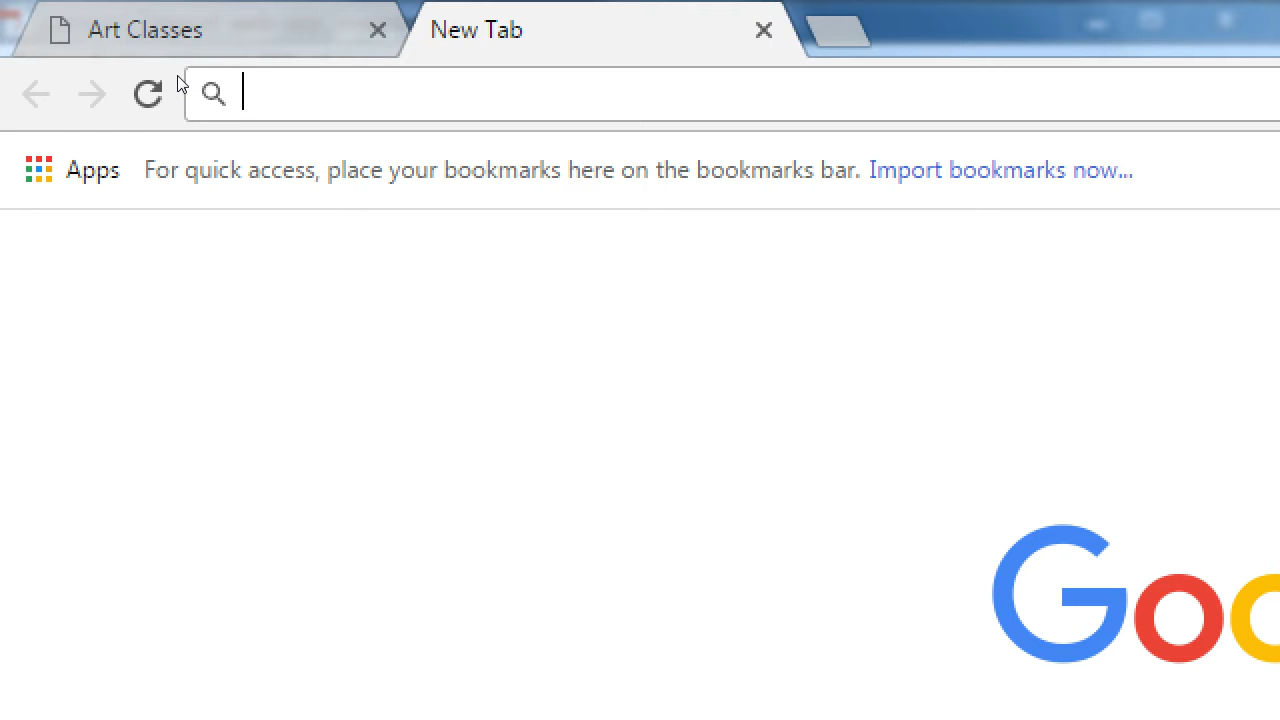 Art Classes
New Tab
Apps For quick access, place your bookmarks here on the bookmarks bar. Import bookmarks now...
Goo